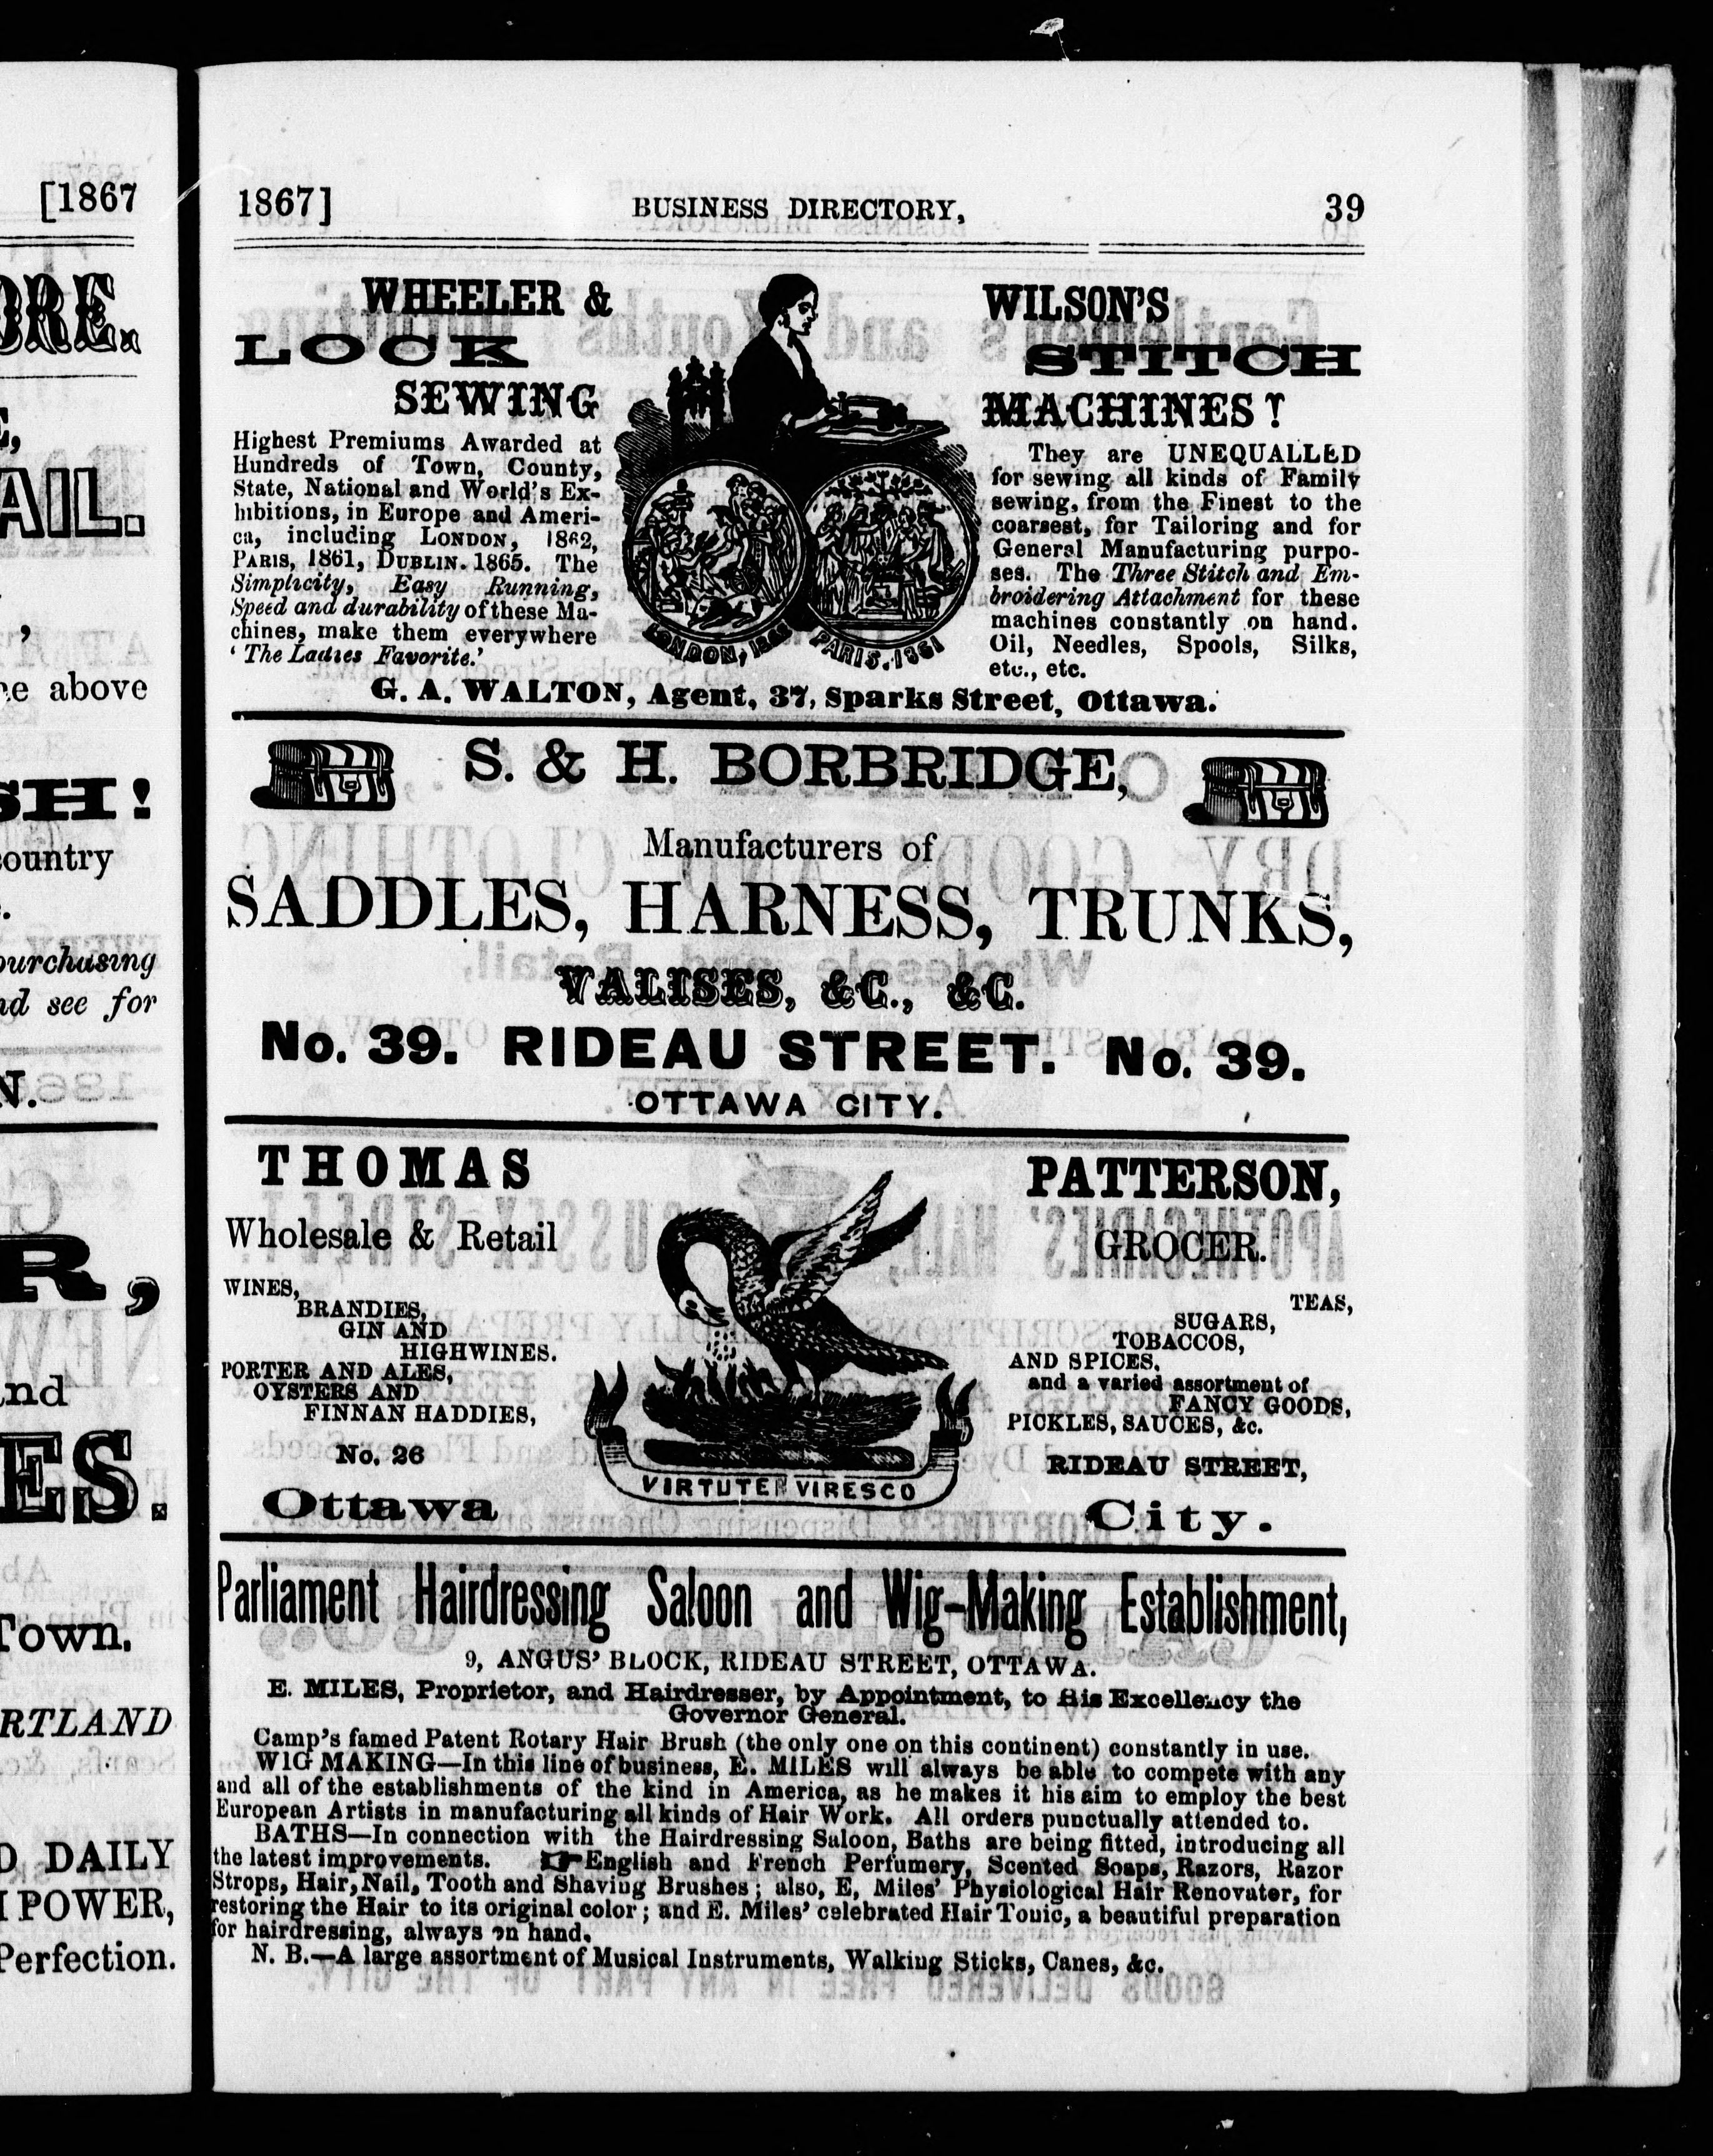 [1867
ORE.
AIL.
,
above
SH!
country
purchasing
see for
N.
R,
ES.
Town.
DAILY
POWER,
Perfection.
1867]
BUSINESS DIRECTORY,
39
WHEELER & WILSON'S
LOCK STITCH
SEWING MACHINES!
Highest Premiums Awarded at
Hundreds of Town, County,
State, National and World's Ex-
hibitions, in Europe and Ameri-
ca, including LONDON, 1862,
PARIS, 1861, DUBLIN. 1865. The
Simplicity, Easy Running,
Speed and durability of these Ma-
chines, make them everywhere
' The Ladies Favorite.'
LONDON, 1862
PARIS. 1861
They are UNEQUALLED
for sewing all kinds of Family
sewing, from the Finest to the
coarsest, for Tailoring and for
General Manufacturing purpo-
ses. The Three Stitch and Em-
broidering Attachment for these
machines constantly on hand.
Oil, Needles, Spools, Silks,
etc., etc.
G. A. WALTON, Agent, 37, Sparks Street, Ottawa.
S. & H. BORBRIDGE,
Manufacturers of
SADDLES, HARNESS, TRUNKS,
VALISES, &C., &C.
No. 39. RIDEAU STREET. No. 39.
OTTAWA CITY.
THOMAS PATTERSON,
Wholesale & Retail GROCER.
WINES,
BRANDIES,
GIN AND
HIGHWINES.
PORTER AND ALES,
OYSTERS AND
FINNAN HADDIES,
No. 26
Ottawa
VIRTUTE VIRESCO
TEAS,
SUGARS,
TOBACCOS,
AND SPICES.
and a varied assortment of
FANCY GOODS,
PICKLES, SAUCES, &c.
RIDEAU STREET,
City.
Parliament Hairdressing Saloon and Wig-Making Establishment,
9, ANGUS' BLOCK, RIDEAU STREET, OTTAWA.
E. MILES, Proprietor, and Hairdresser, by Appointment, to His Excellency the
Governor General.
Camp's famed Patent Rotary Hair Brush (the only one on this continent) constantly in use.
WIG MAKING—In this line of business, E. MILES will always be able to compete with any
and all of the establishments of the kind in America, as he makes it his aim to employ the best
European Artists in manufacturing all kinds of Hair Work. All orders punctually attended to.
BATHS—In connection with the Hairdressing Saloon, Baths are being fitted, introducing all
the latest improvements. ☞English and French Perfumery, Scented Soaps, Razors, Razor
Strops, Hair, Nail, Tooth and Shaving Brushes; also, E, Miles' Physiological Hair Renovater, for
restoring the Hair to its original color; and E. Miles' celebrated Hair Tonic, a beautiful preparation
for hairdressing, always on hand.
N. B.—A large assortment of Musical Instruments, Walking Sticks, Canes, &c.